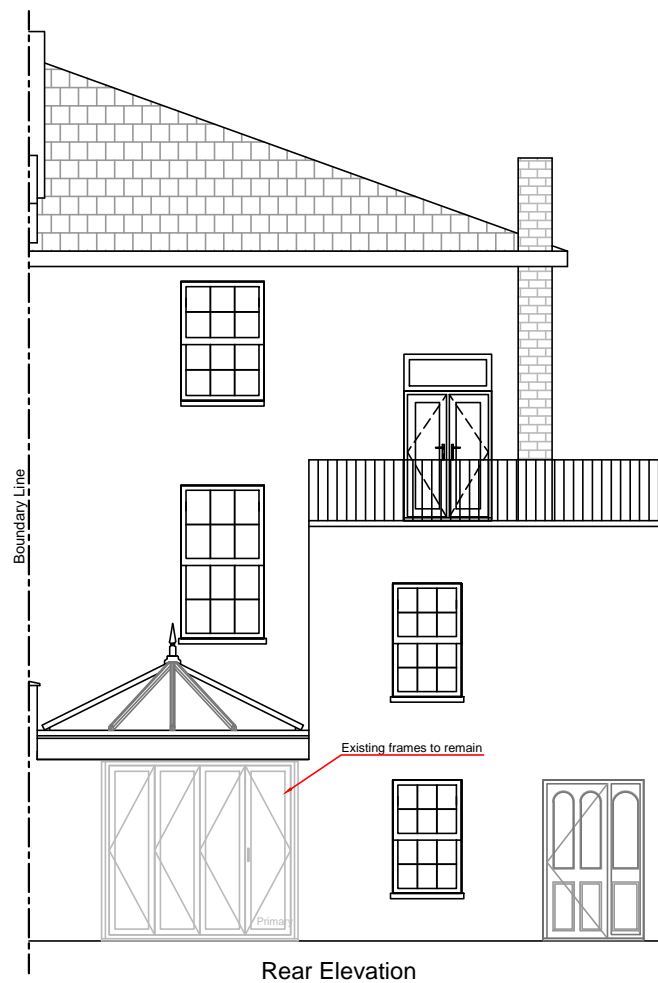 Boundary Line
Existing frames to remain
Primary
Rear Elevation